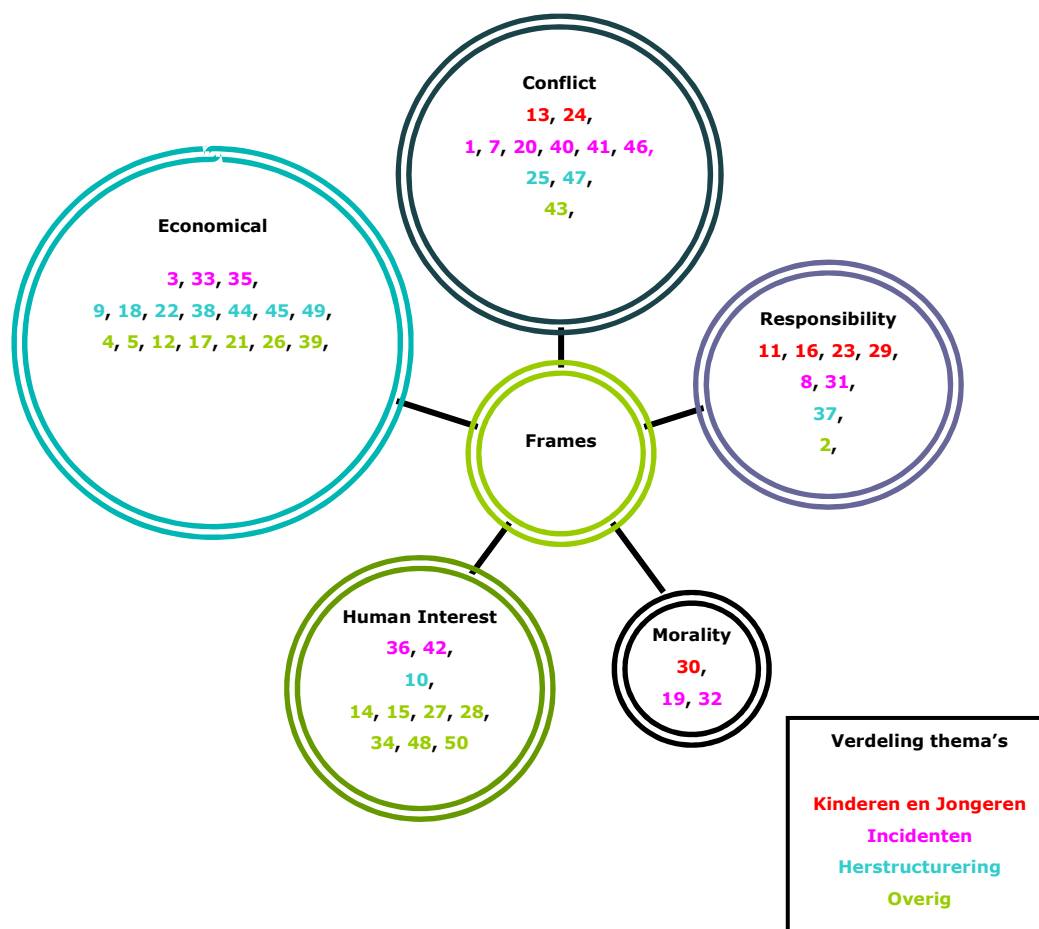 Conflict
13, 24,
1, 7, 20, 40, 41, 46,
25, 47,
43,
Economical
3, 33, 35,
9, 18, 22, 38, 44, 45, 49,
4, 5, 12, 17, 21, 26, 39,
Responsibility
11, 16, 23, 29,
8, 31,
37,
2,
Frames
Human Interest
36, 42,
10,
14, 15, 27, 28,
34, 48, 50
Morality
30,
19, 32
Verdeling thema’s
Kinderen en Jongeren
Incidenten
Herstructurering
Overig